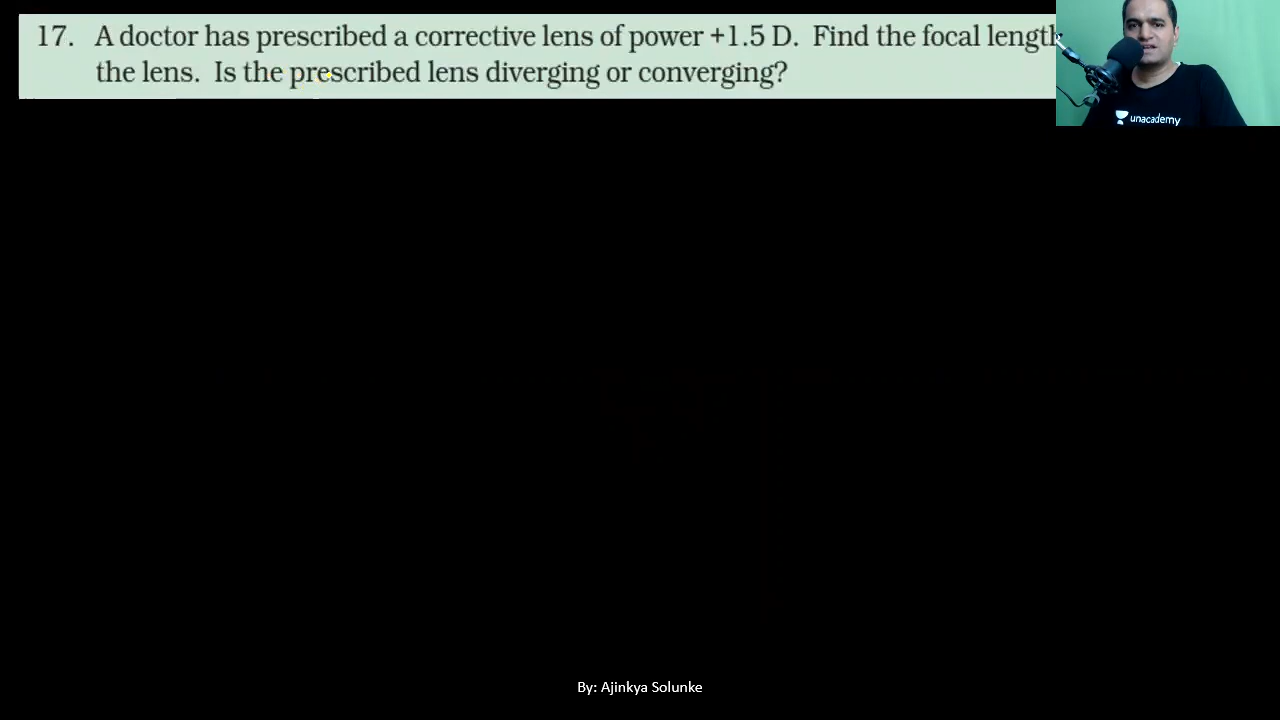 17. A doctor has prescribed a corrective lens of power +1.5 D. Find the focal length
the lens. Is the prescribed lens diverging or converging?
unacademy
By: Ajinkya Solunke